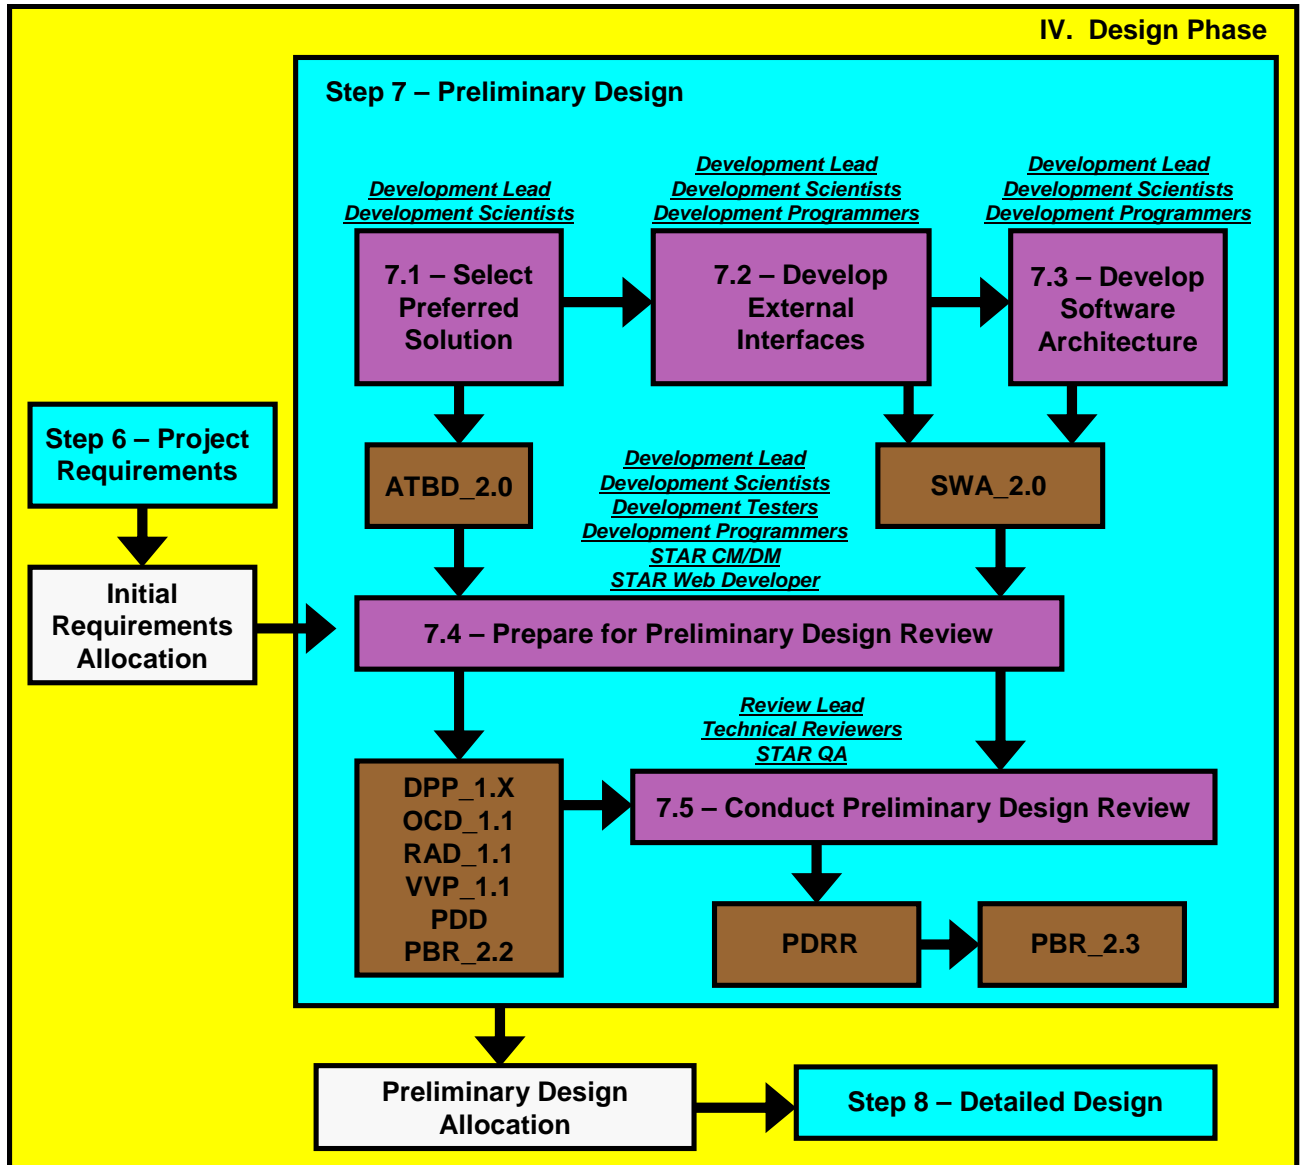 IV.  Design Phase
Step 7 – Preliminary Design
Development Lead
Development Scientists
Development Lead
Development Scientists
Development Programmers
Development Lead
Development Scientists
Development Programmers
7.1 – Select
Preferred
Solution
7.2 – Develop
External
Interfaces
7.3 – Develop
Software
Architecture
Step 6 – Project
Requirements
ATBD_2.0
Development Lead
Development Scientists
Development Testers
Development Programmers
STAR CM/DM
STAR Web Developer
SWA_2.0
Initial
Requirements
Allocation
7.4 – Prepare for Preliminary Design Review
Review Lead
Technical Reviewers
STAR QA
DPP_1.X
OCD_1.1
RAD_1.1
VVP_1.1
PDD
PBR_2.2
7.5 – Conduct Preliminary Design Review
PDRR
PBR_2.3
Preliminary Design
Allocation
Step 8 – Detailed Design